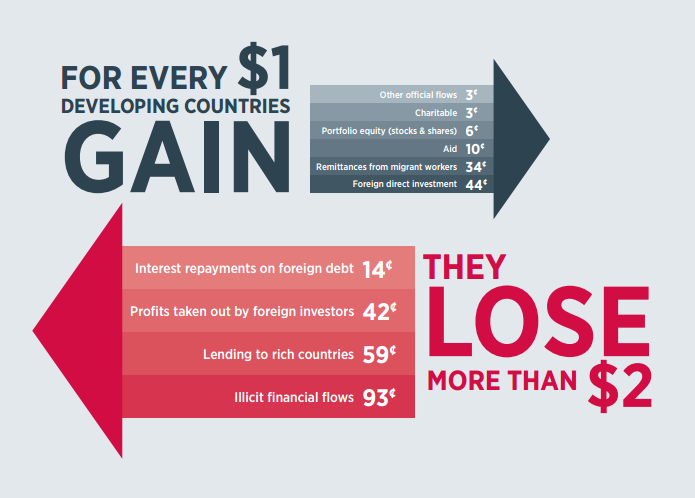 FOR EVERY $1
DEVELOPING COUNTRIES
GAIN
Other official flows 3¢
Charitable 3¢
Portfolio equity (stocks & shares) 6¢
Aid 10¢
Remittances from migrant workers 34¢
Foreign direct investment 44¢
THEY
LOSE
MORE THAN $2
Interest repayments on foreign debt 14¢
Profits taken out by foreign investors 42¢
Lending to rich countries 59¢
Illicit financial flows 93¢